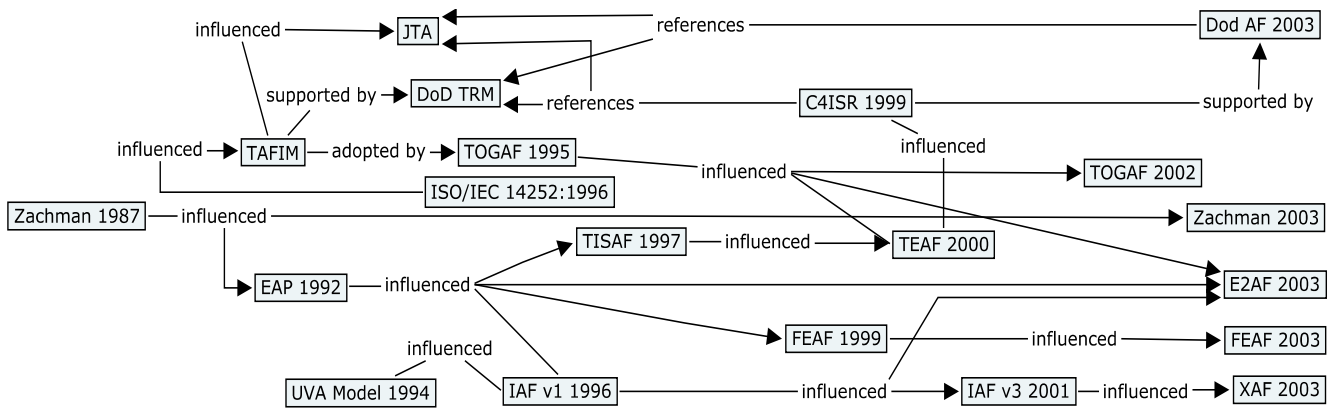 influenced
JTA
references
Dod AF 2003
supported by
DoD TRM
references
C4ISR 1999
supported by
influenced
TAFIM
adopted by
TOGAF 1995
influenced
influenced
TOGAF 2002
ISO/IEC 14252:1996
Zachman 1987
influenced
Zachman 2003
TISAF 1997
influenced
TEAF 2000
EAP 1992
influenced
E2AF 2003
FEAF 1999
influenced
FEAF 2003
influenced
UVA Model 1994
IAF v1 1996
influenced
IAF v3 2001
influenced
XAF 2003